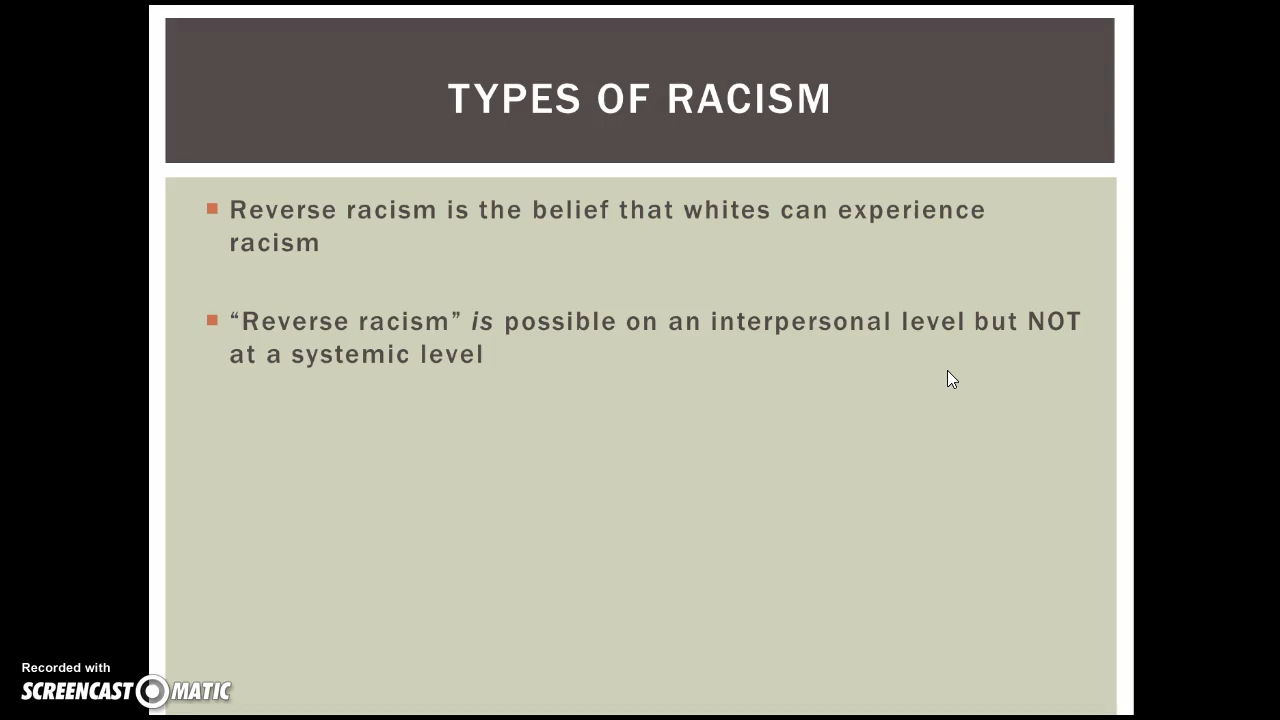 TYPES OF RACISM
Reverse racism is the belief that whites can experience
racism
“Reverse racism” is possible on an interpersonal level but NOT
at a systemic level
Recorded with
SCREENCAST MATIC